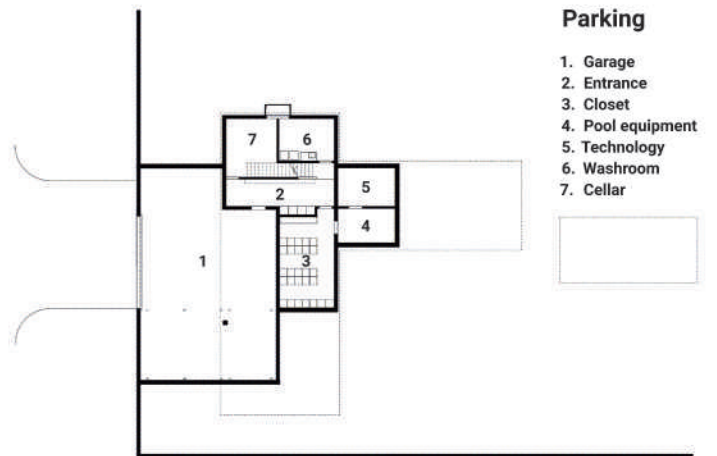 Parking
1. Garage
2. Entrance
3. Closet
4. Pool equipment
5. Technology
6. Washroom
7. Cellar
7 6
2 5
4
1 3